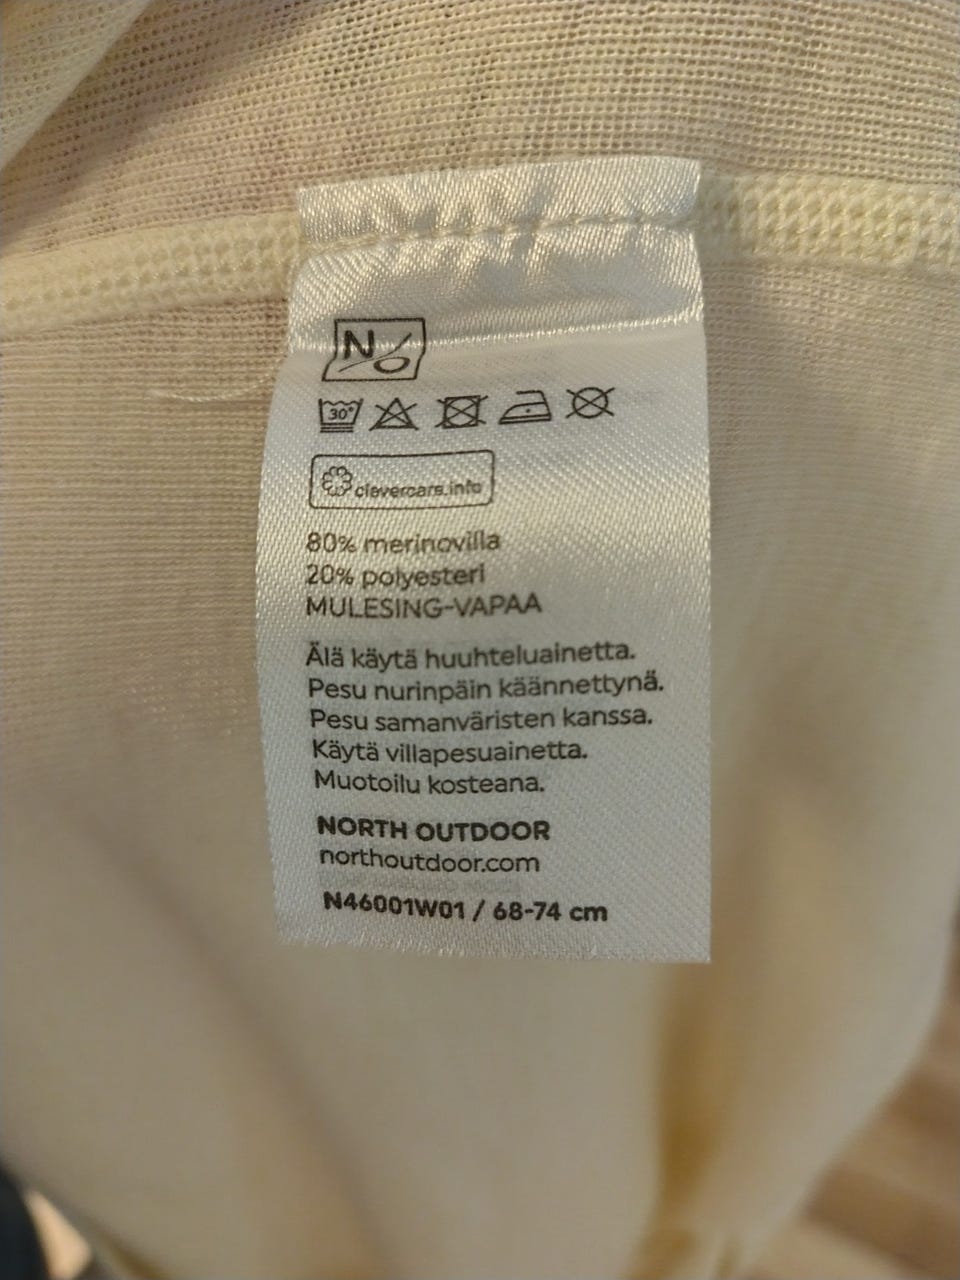 N
30°
clevercare.info
80% merinovilla
20% polyesteri
MULESING-VAPAA
Älä käytä huuhteluainetta.
Pesu nurinpäin käännettynä.
Pesu samanväristen kanssa.
Käytä villapesuainetta.
Muotoilu kosteana.
NORTH OUTDOOR
northoutdoor.com
N46001W01 / 68-74 cm